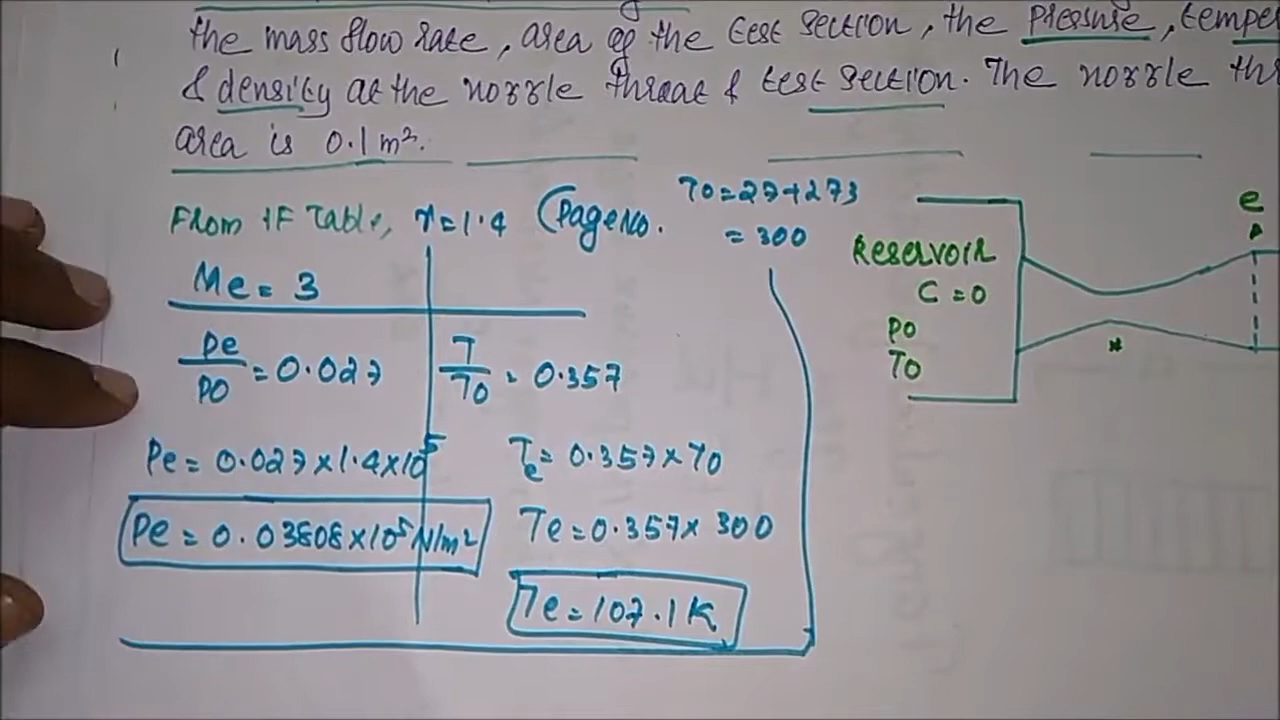 the mass flow rate, area of the test section, the pressure, tempe
& density at the nozzle throat & test section. The nozzle th
area is 0.1 m².
From IF Table, γ=1.4 (Page No.
T0=27+273
= 300
Me = 3
Pe/P0 = 0.027
T/T0 = 0.357
Pe = 0.027×1.4×10⁵
Pe = 0.03808×10⁵ N/m²
Te = 0.357×T0
Te = 0.357× 300
Te = 107.1K
Reservoir
C = 0
P0
T0
*
e